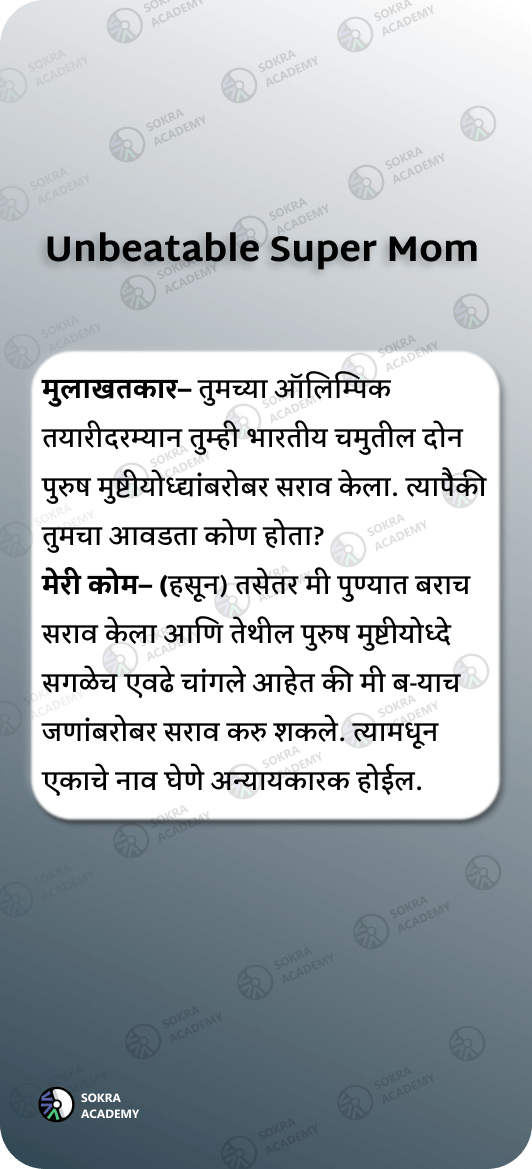 Unbeatable Super Mom
मुलाखतकार– तुमच्या ऑलिम्पिक
तयारीदरम्यान तुम्ही भारतीय चमुतील दोन
पुरुष मुष्टीयोध्द्यांबरोबर सराव केला. त्यापैकी
तुमचा आवडता कोण होता?
मेरी कोम– (हसून) तसेतर मी पुण्यात बराच
सराव केला आणि तेथील पुरुष मुष्टीयोध्दे
सगळेच एवढे चांगले आहेत की मी ब-याच
जणांबरोबर सराव करु शकले. त्यामधून
एकाचे नाव घेणे अन्यायकारक होईल.
SOKRA
ACADEMY